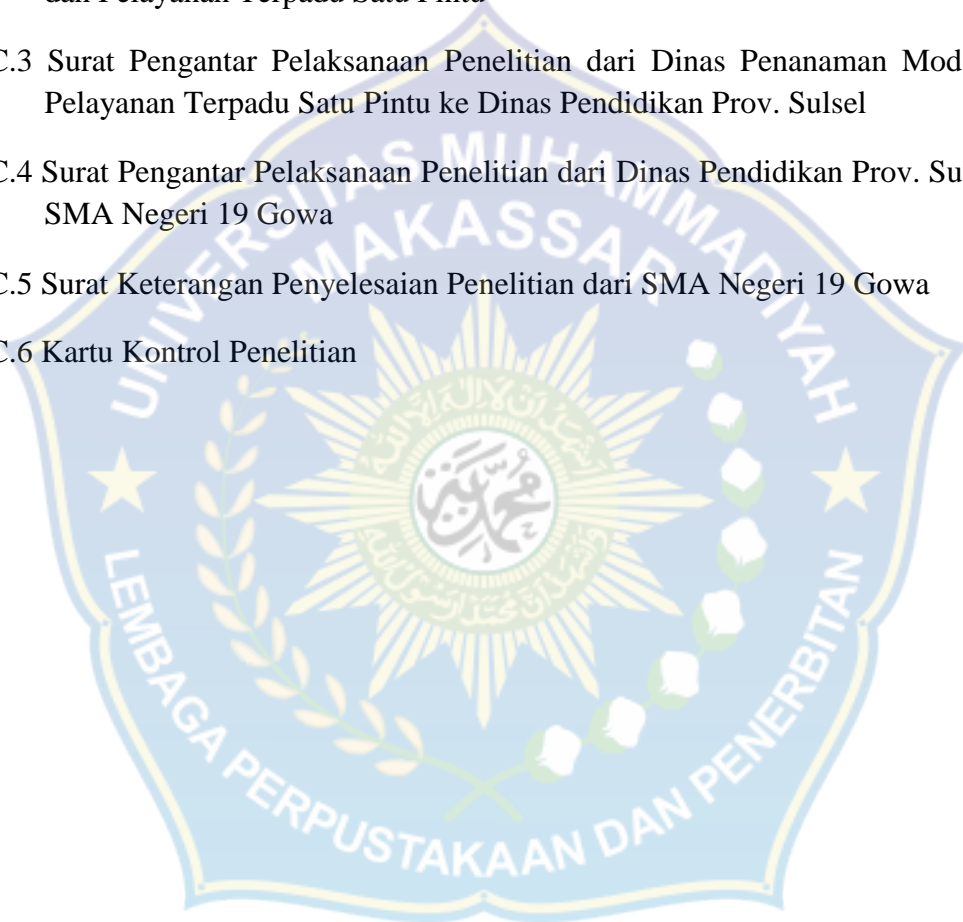 dan Pelayanan Terpadu Satu Pintu
C.3 Surat Pengantar Pelaksanaan Penelitian dari Dinas Penanaman
Pelayanan Terpadu Satu Pintu ke Dinas Pendidikan Prov. Sulsel
C.4 Surat Pengantar Pelaksanaan Penelitian dari Dinas Pendidikan Prov.
SMA Negeri 19 Gowa
C.5 Surat Keterangan Penyelesaian Penelitian dari SMA Negeri 19 Gowa
C.6 Kartu Kontrol Penelitian
UNIVERSITAS MUHAMMADIYAH
MAKASSAR
محمد
LEMBAGA PERPUSTAKAAN DAN PENERBITAN